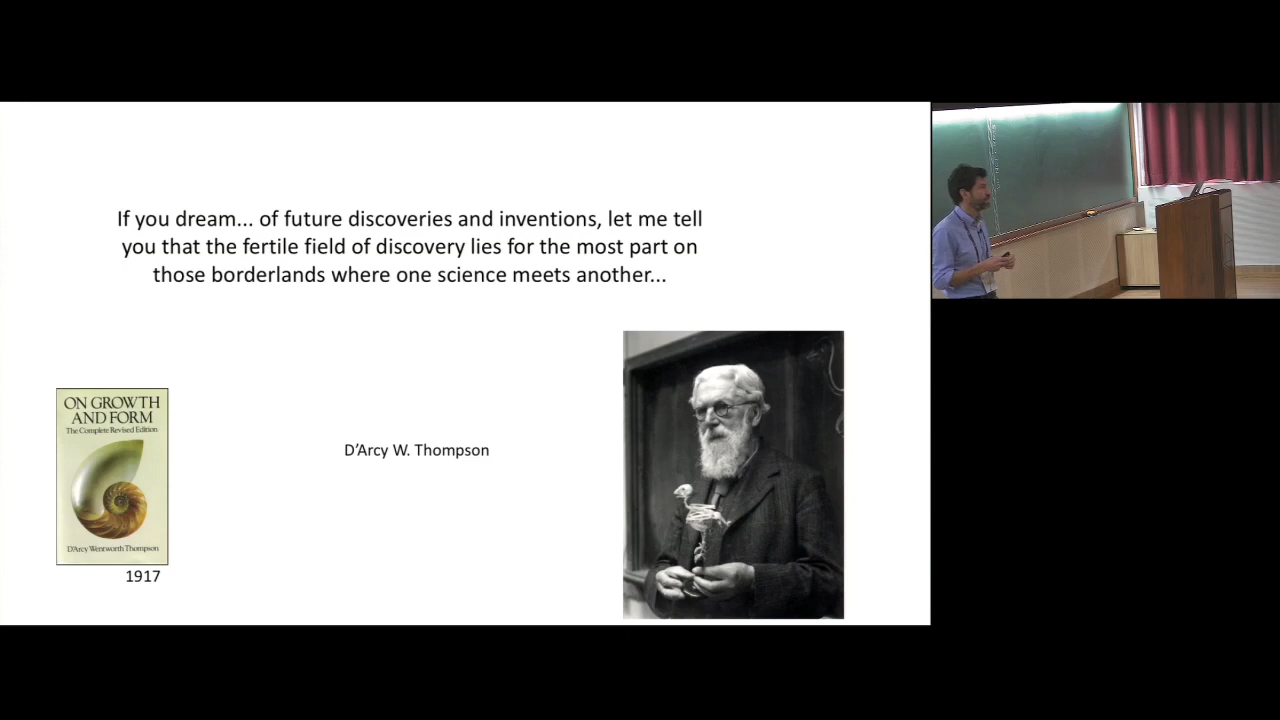 If you dream... of future discoveries and inventions, let me tell
you that the fertile field of discovery lies for the most part on
those borderlands where one science meets another...
ON GROWTH
AND FORM
The Complete Revised Edition
D'Arcy Wentworth Thompson
1917
D’Arcy W. Thompson